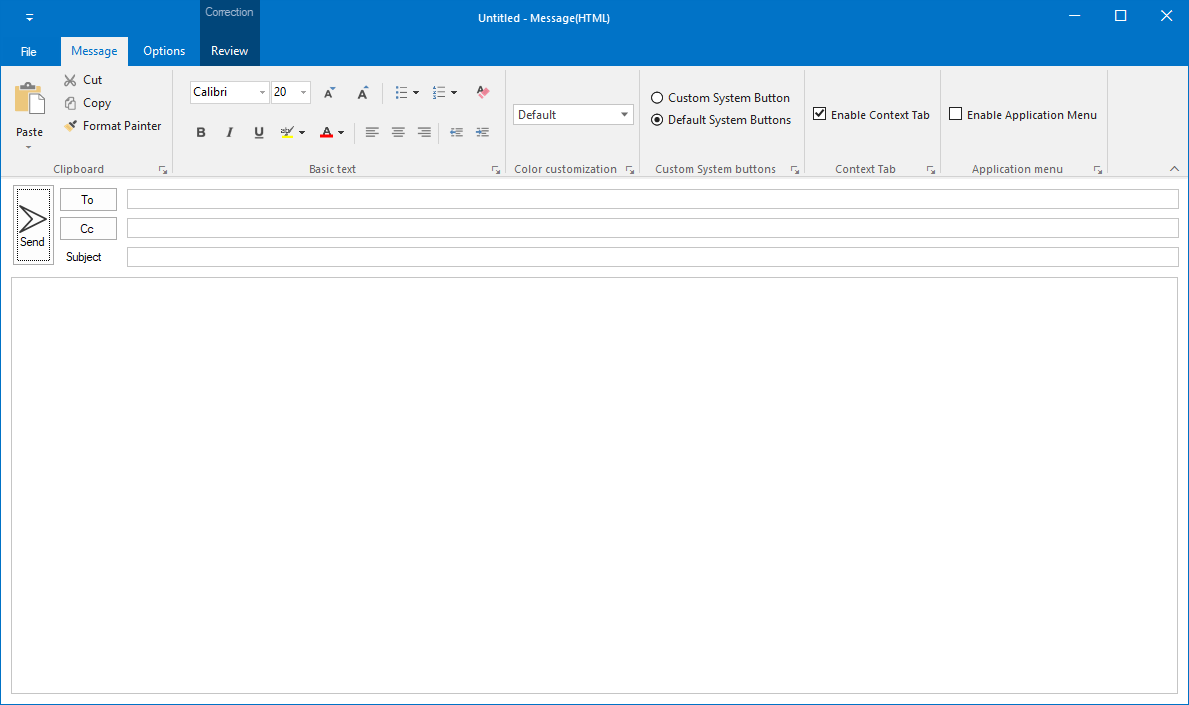 Correction
Untitled - Message(HTML)
File Message Options Review
Paste
Cut
Copy
Format Painter
Clipboard
Calibri 20
B I U ab A
Basic text
Default
Color customization
Custom System Button
Default System Buttons
Custom System buttons
Enable Context Tab
Context Tab
Enable Application Menu
Application menu
Send
To
Cc
Subject